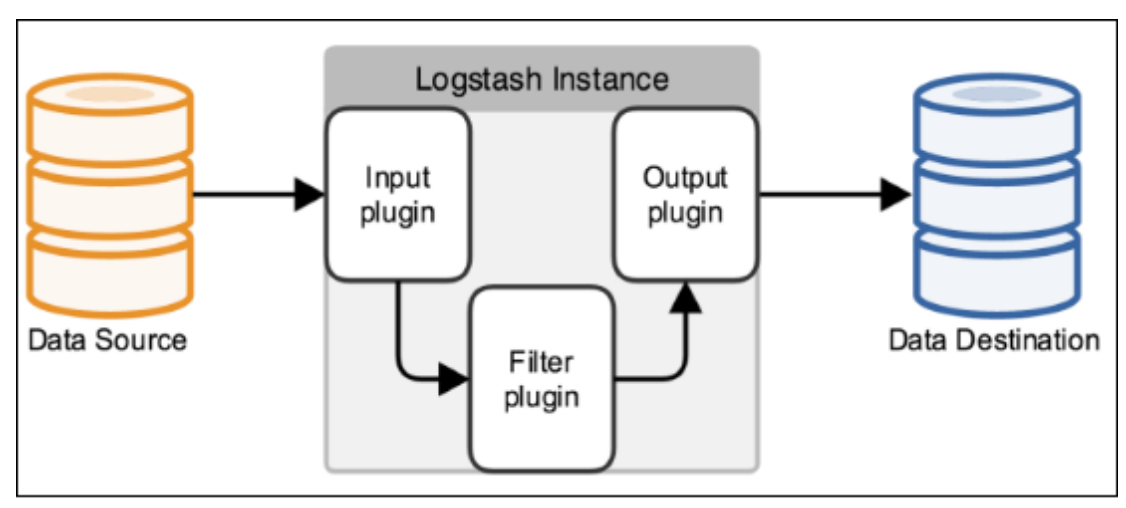 Logstash Instance
Input
plugin
Output
plugin
Data Source
Data Destination
Filter
plugin